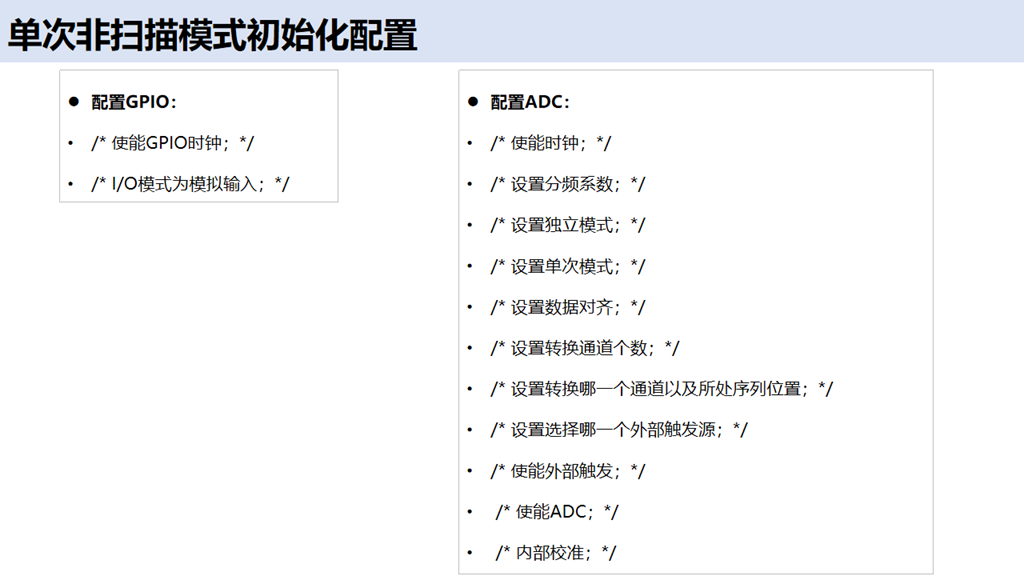 单次非扫描模式初始化配置
● 配置GPIO：
• /* 使能GPIO时钟；*/
• /* I/O模式为模拟输入；*/
● 配置ADC：
• /* 使能时钟；*/
• /* 设置分频系数；*/
• /* 设置独立模式；*/
• /* 设置单次模式；*/
• /* 设置数据对齐；*/
• /* 设置转换通道个数；*/
• /* 设置转换哪一个通道以及所处序列位置；*/
• /* 设置选择哪一个外部触发源；*/
• /* 使能外部触发；*/
• /* 使能ADC；*/
• /* 内部校准；*/